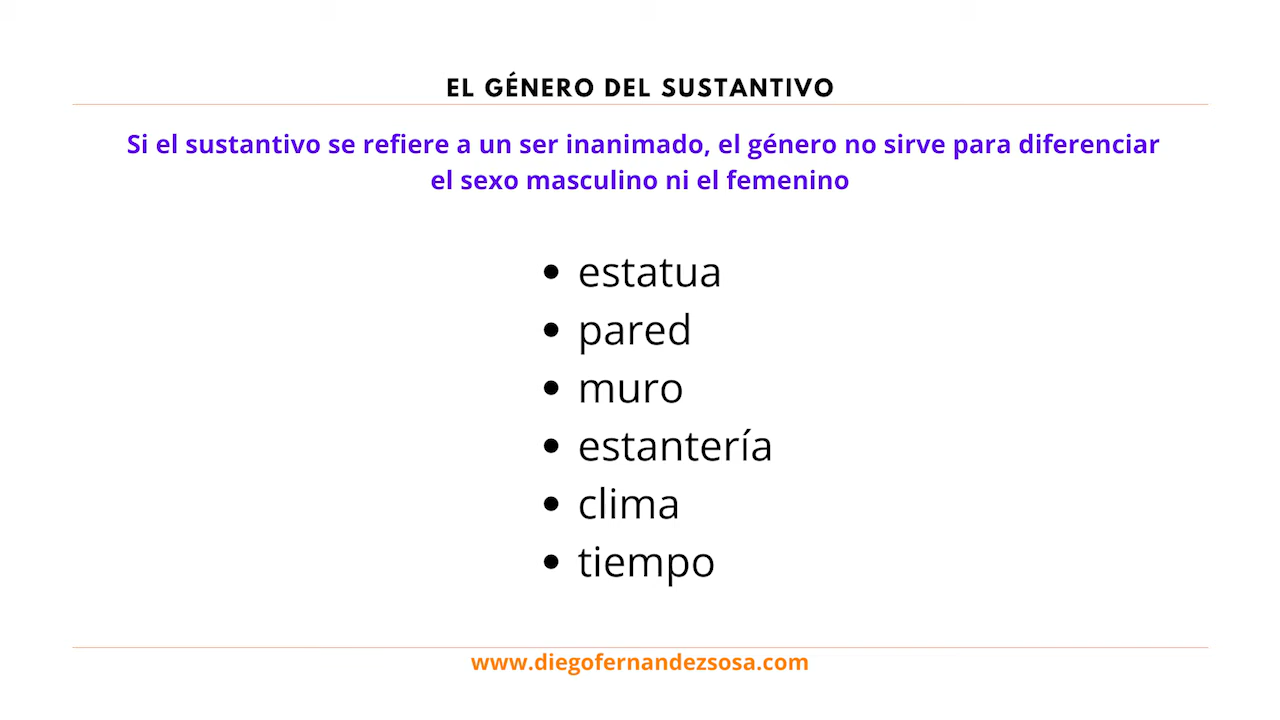 EL GÉNERO DEL SUSTANTIVO
Si el sustantivo se refiere a un ser inanimado, el género no sirve para diferenciar
el sexo masculino ni el femenino
• estatua
• pared
• muro
• estantería
• clima
• tiempo
www.diegofernandezsosa.com